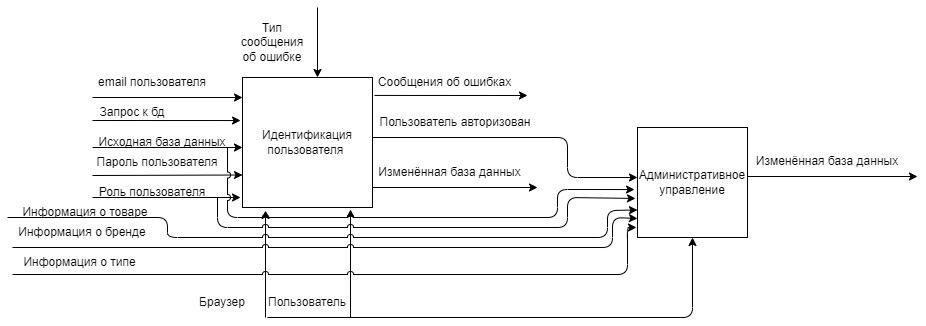 Тип
сообщения
об ошибке
email пользователя
Сообщения об ошибках
Запрос к бд
Пользователь авторизован
Идентификация
пользователя
Исходная база данных
Пароль пользователя
Изменённая база данных
Изменённая база данных
Административное
управление
Роль пользователя
Информация о товаре
Информация о бренде
Информация о типе
Браузер
Пользователь